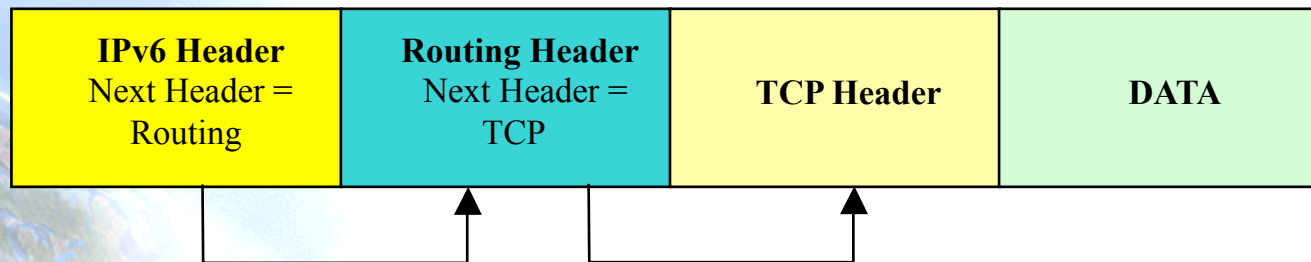 IPv6 Header
Next Header =
Routing
Routing Header
Next Header =
TCP
TCP Header
DATA